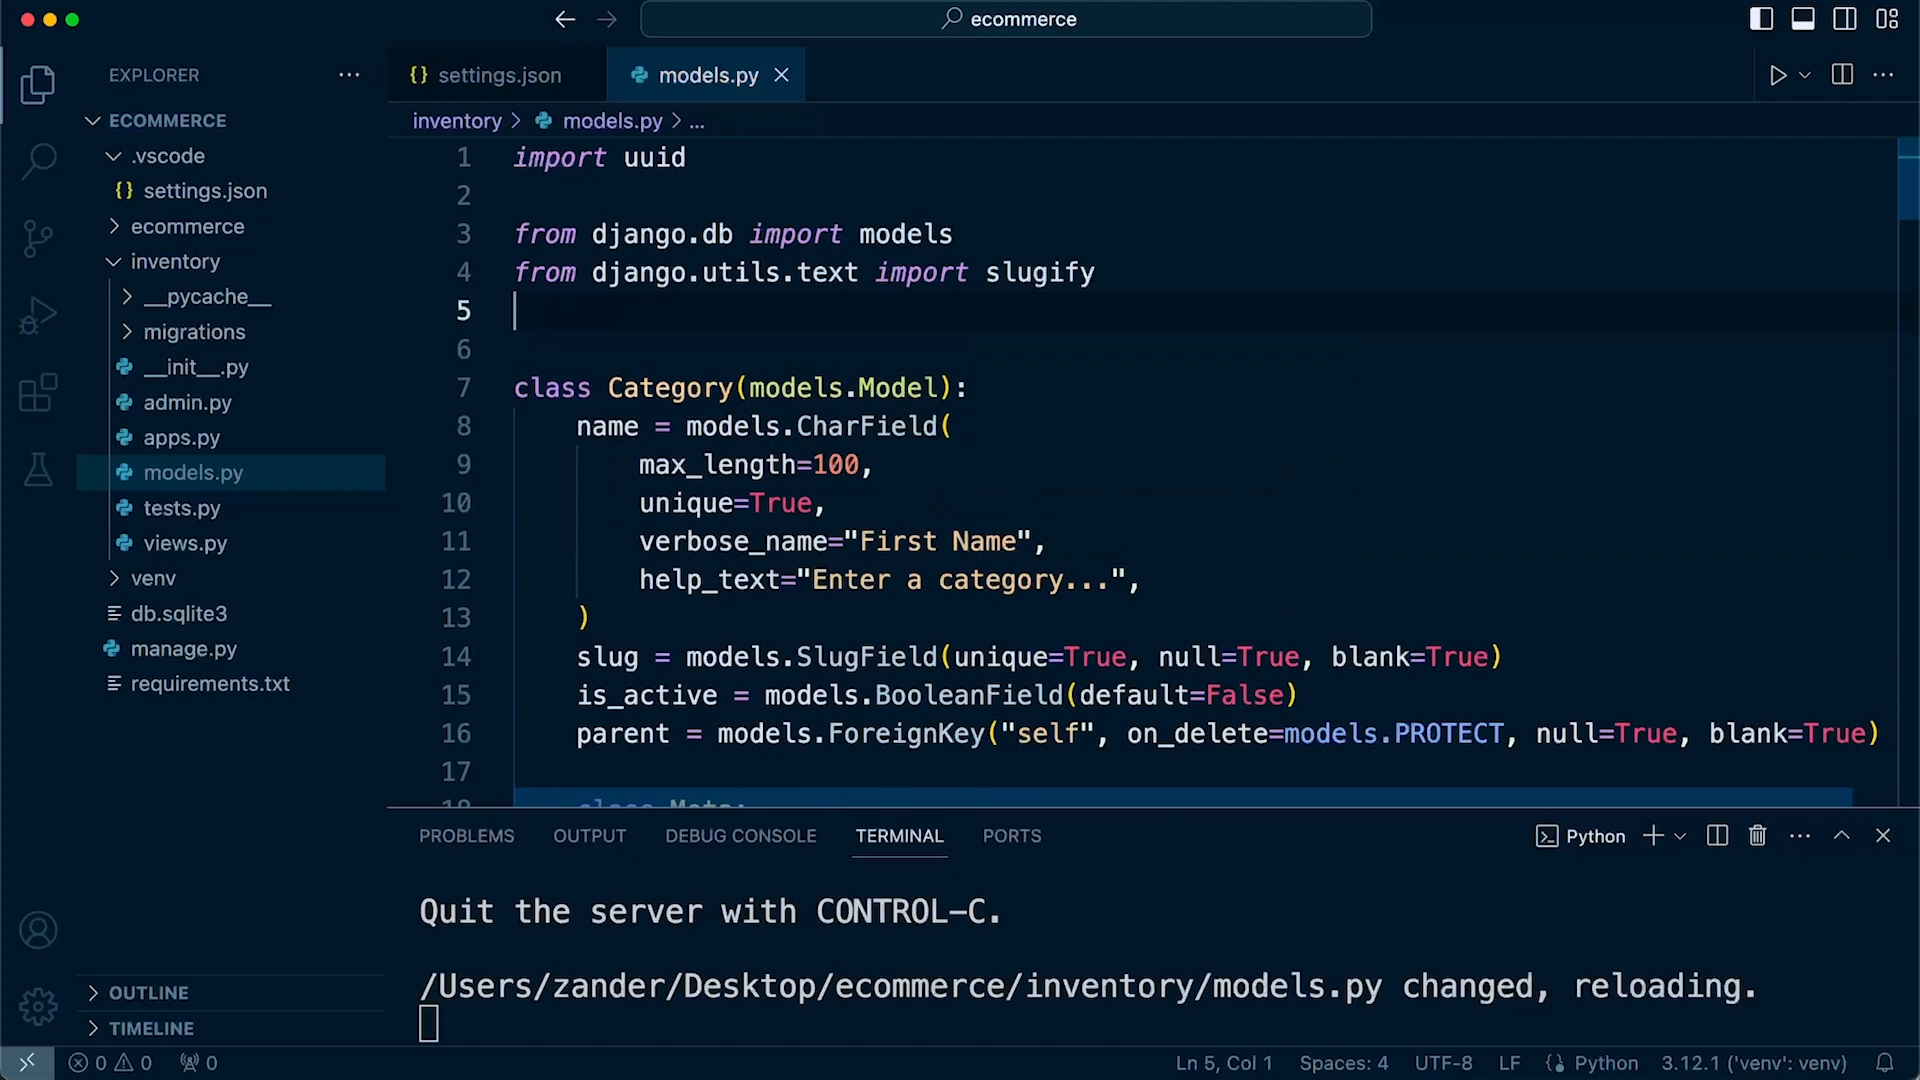 ecommerce
EXPLORER
ECOMMERCE
.vscode
{} settings.json
ecommerce
inventory
__pycache__
migrations
__init__.py
admin.py
apps.py
models.py
tests.py
views.py
venv
db.sqlite3
manage.py
requirements.txt
OUTLINE
TIMELINE
{} settings.json
models.py
inventory > models.py > ...
1 import uuid
2
3 from django.db import models
4 from django.utils.text import slugify
5
6
7 class Category(models.Model):
8 name = models.CharField(
9 max_length=100,
10 unique=True,
11 verbose_name="First Name",
12 help_text="Enter a category...",
13 )
14 slug = models.SlugField(unique=True, null=True, blank=True)
15 is_active = models.BooleanField(default=False)
16 parent = models.ForeignKey("self", on_delete=models.PROTECT, null=True, blank=True)
17
18 class Meta:
PROBLEMS OUTPUT DEBUG CONSOLE TERMINAL PORTS
Python
Quit the server with CONTROL-C.
/Users/zander/Desktop/ecommerce/inventory/models.py changed, reloading.
0 0 0
Ln 5, Col 1 Spaces: 4 UTF-8 LF Python 3.12.1 ('venv': venv)